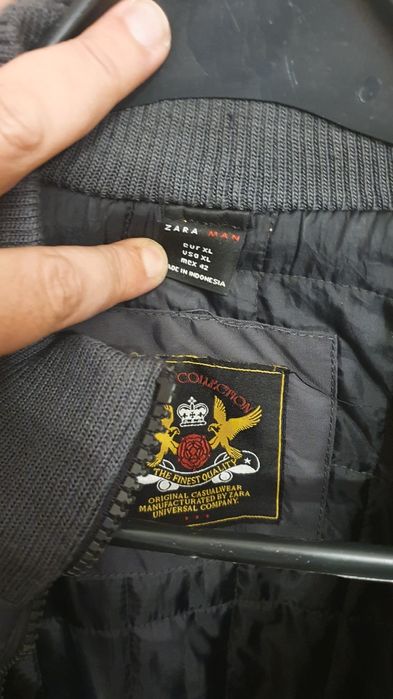 ZARA MAN
EUR XL
USA XL
MEX 42
MADE IN INDONESIA
COLLECTION
THE FINEST QUALITY
ORIGINAL CASUALWEAR
MANUFACTURATED BY ZARA
UNIVERSAL COMPANY.